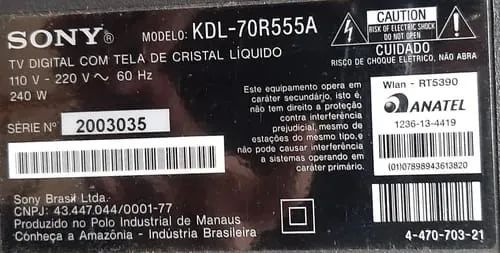 SONY®
MODELO: KDL-70R555A
TV DIGITAL COM TELA DE CRISTAL LÍQUIDO
110 V - 220 V ~ 60 Hz
240 W
SÉRIE Nº 2003035
CAUTION
RISK OF ELECTRIC SHOCK
DO NOT OPEN
CUIDADO
RISCO DE CHOQUE ELÉTRICO, NÃO ABRA
Este equipamento opera em
caráter secundário, isto é,
não tem direito a proteção
contra interferência
prejudicial, mesmo de
estações do mesmo tipo,e
não pode causar interferência
a sistemas operando em
caráter primário.
Wlan - RT5390
ANATEL
1236-13-4419
(01)07898943613820
Sony Brasil Ltda.
CNPJ: 43.447.044/0001-77
Produzido no Polo Industrial de Manaus
Conheça a Amazônia - Indústria Brasileira
4-470-703-21